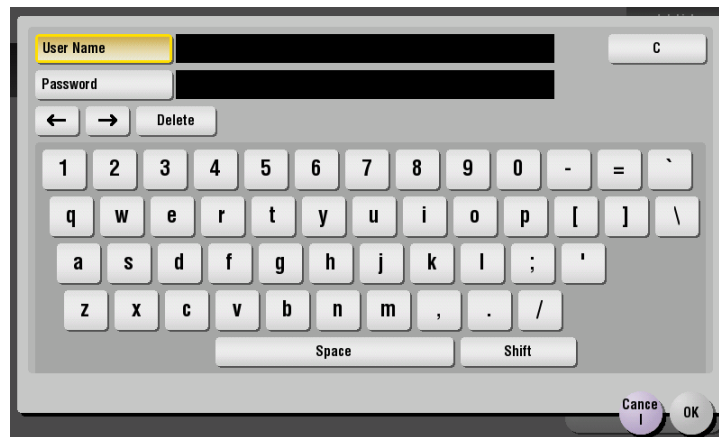 User Name
C
Password
← → Delete
1 2 3 4 5 6 7 8 9 0 - = `
q w e r t y u i o p [ ] \
a s d f g h j k l ; '
z x c v b n m , . /
Space Shift
Cance
l
OK